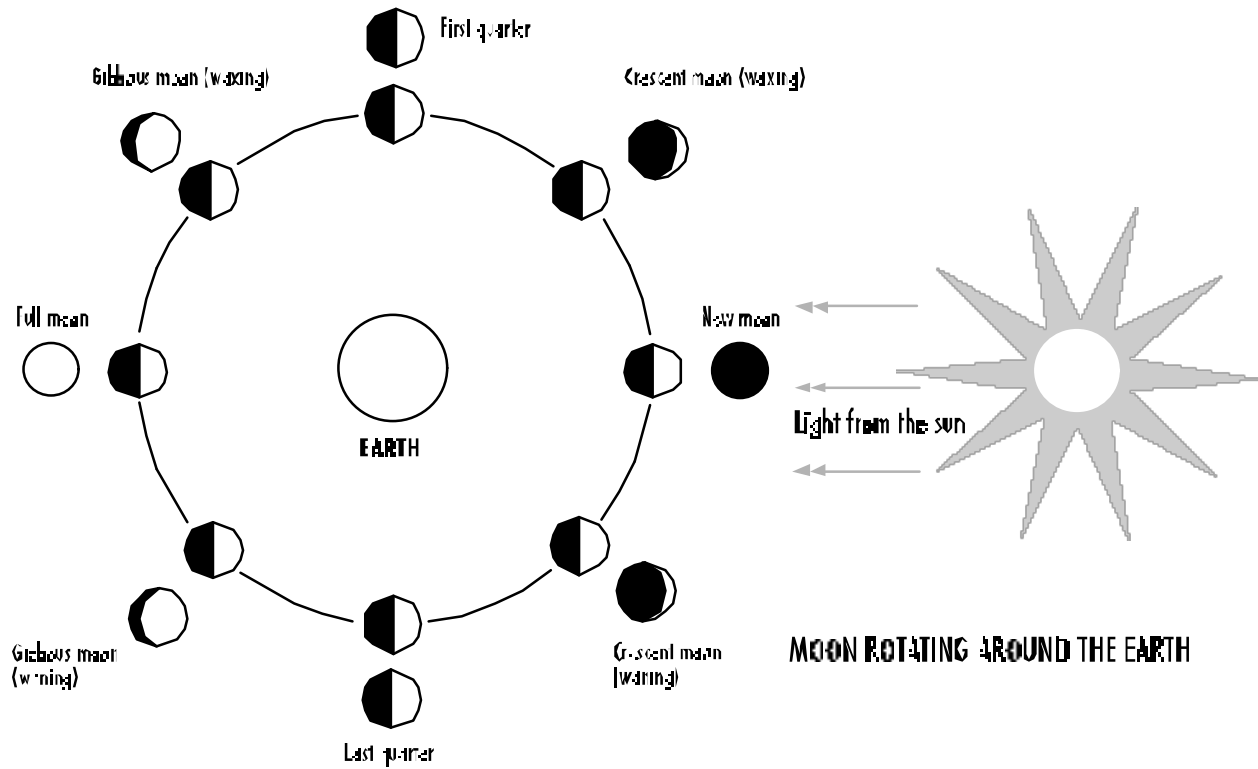 First quarter
Gibbous moon (waxing)
Crescent moon (waxing)
Full moon
New moon
Light from the sun
EARTH
Gibbous moon
(waning)
Crescent moon
(waning)
MOON ROTATING AROUND THE EARTH
Last quarter